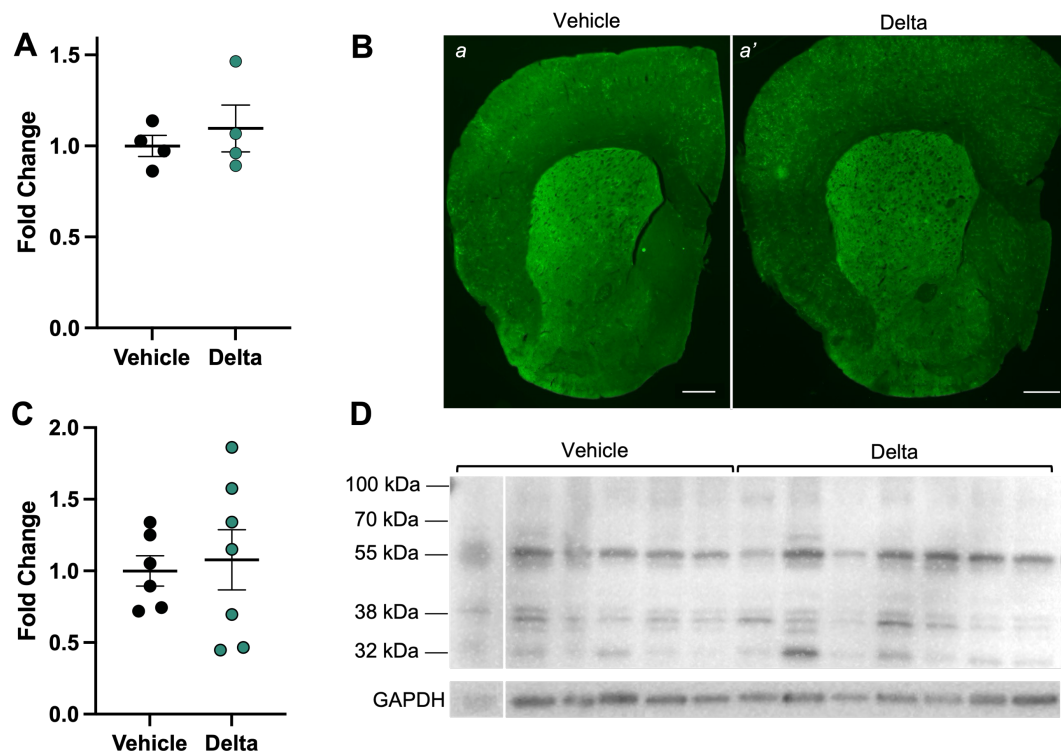 A
Fold Change
1.5
1.0
0.5
0.0
Vehicle
Delta
B
Vehicle
Delta
a
a'
C
Fold Change
2.0
1.5
1.0
0.5
0.0
Vehicle
Delta
D
Vehicle
Delta
100 kDa
70 kDa
55 kDa
38 kDa
32 kDa
GAPDH